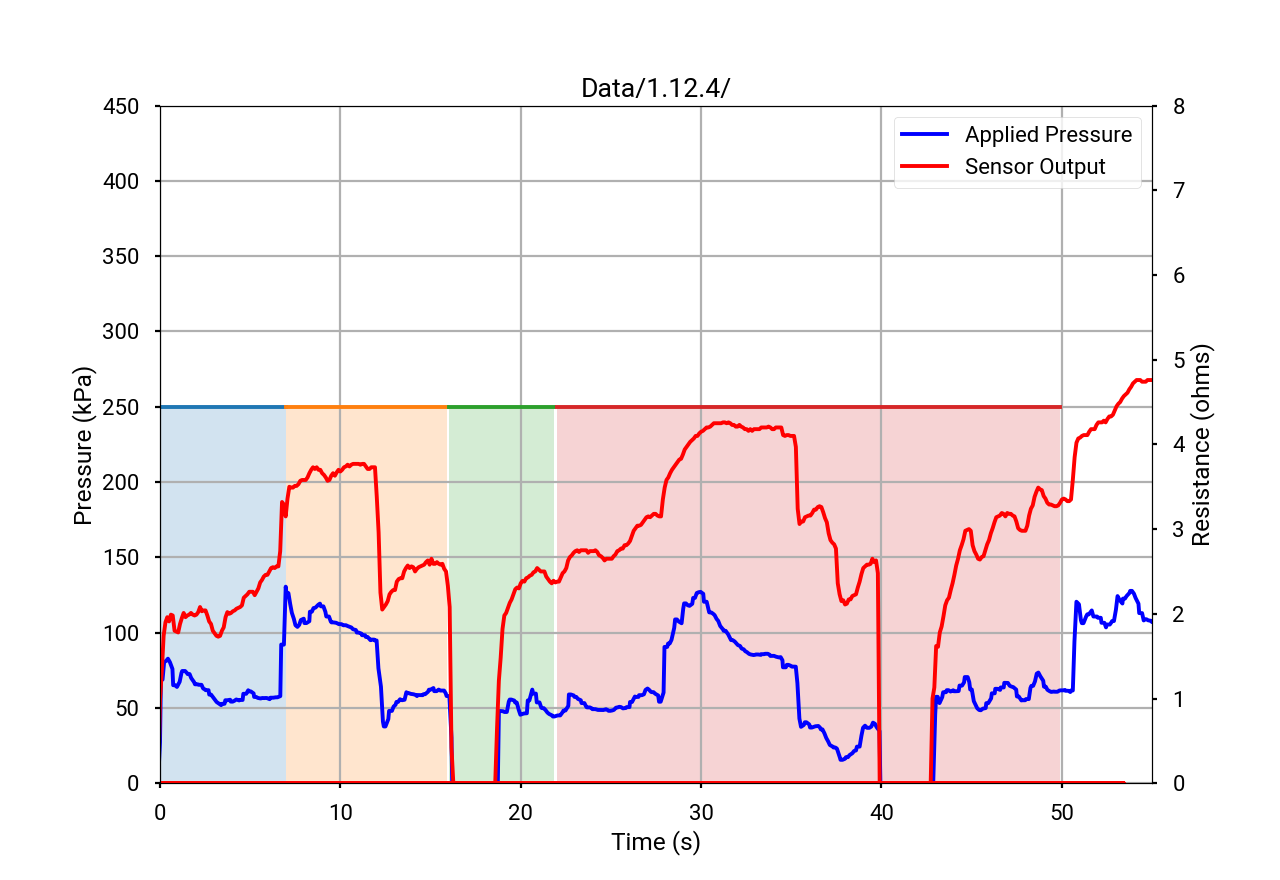 Data/1.12.4/
450
400
350
300
250
200
150
100
50
0
Pressure (kPa)
8
7
6
5
4
3
2
1
0
Resistance (ohms)
Applied Pressure
Sensor Output
0 10 20 30 40 50
Time (s)